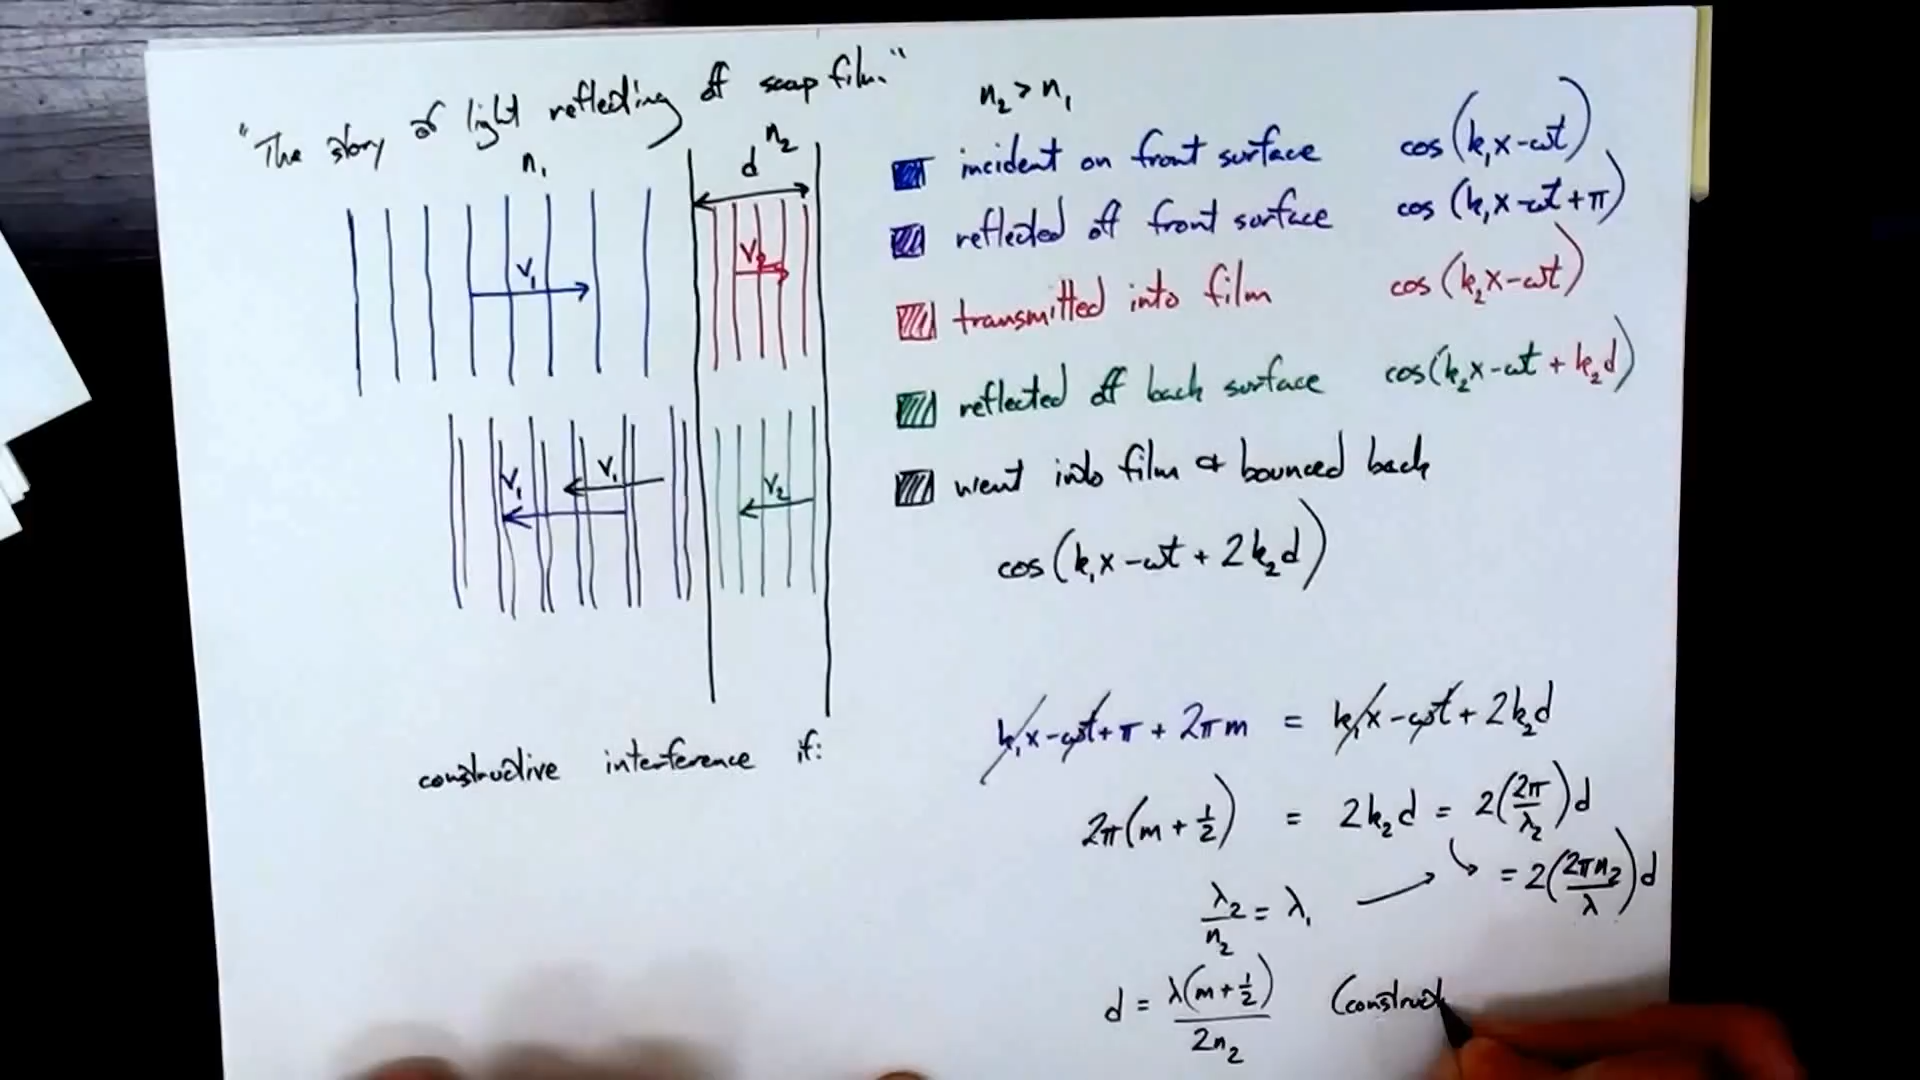 "The story of light reflecting off soap film."
n₁
d
n₂
V₁
V₂
V₁
V₁
V₂
n₂ > n₁
incident on front surface cos(k₁x-ωt)
reflected off front surface cos(k₁x-ωt+π)
transmitted into film cos(k₂x-ωt)
reflected off back surface cos(k₂x-ωt+k₂d)
went into film & bounced back
cos(k₁x-ωt+2k₂d)
constructive interference if:
k₁x-ωt+π+2πm = k₁x-ωt+2k₂d
2π(m+1/2) = 2k₂d = 2(2π/λ₂)d
λ₂/n₂ = λ₁ → = 2(2πn₂/λ)d
d = λ(m+1/2)/2n₂ (construct